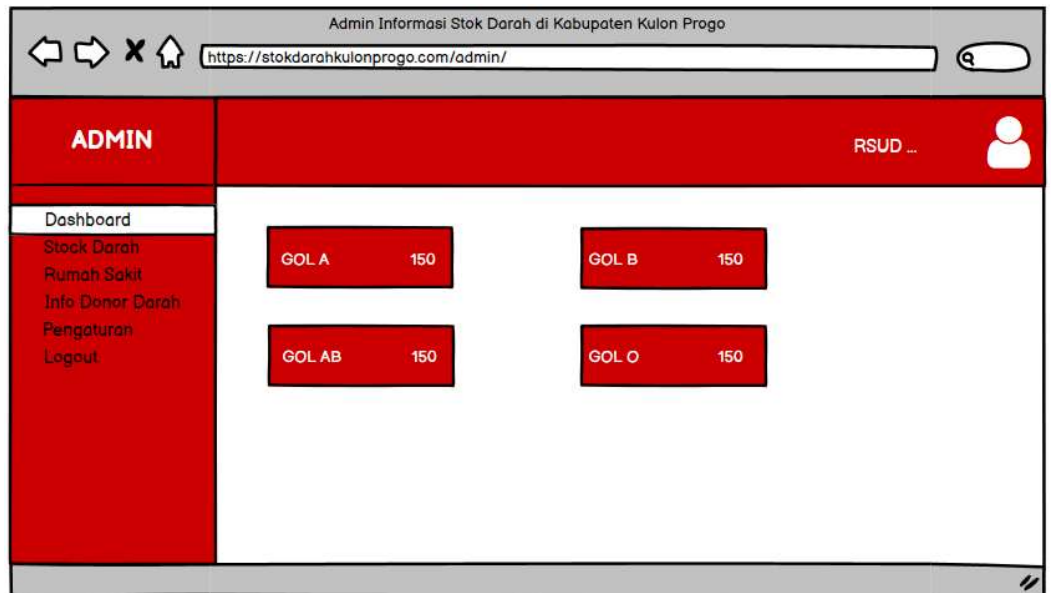 Admin Informasi Stok Darah di Kabupaten Kulon Progo
https://stokdarahkulonprogo.com/admin/
ADMIN
RSUD ...
Dashboard
Stock Darah
Rumah Sakit
Info Donor Darah
Pengaturan
Logout
GOL A 150
GOL B 150
GOL AB 150
GOL O 150